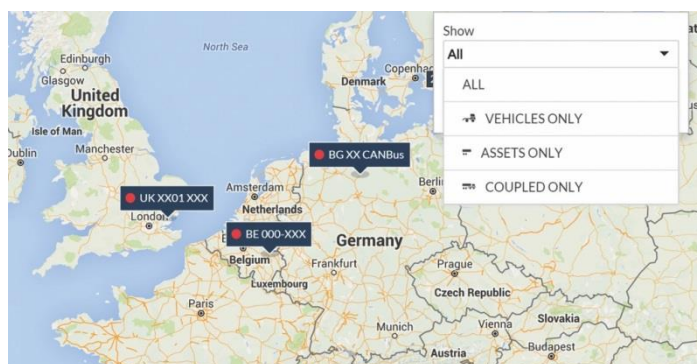 Show
All
ALL
VEHICLES ONLY
ASSETS ONLY
COUPLED ONLY
North Sea
Edinburgh
Glasgow
United
Kingdom
Isle of Man
Dublin
Manchester
Denmark
BG XX CANBus
UK XX01 XXX
London
Amsterdam
Netherlands
BE 000-XXX
Belgium
Germany
Frankfurt
Luxembourg
Prague
Czech Republic
Paris
Munich
Vienna
Slovakia
Austria
Budapest